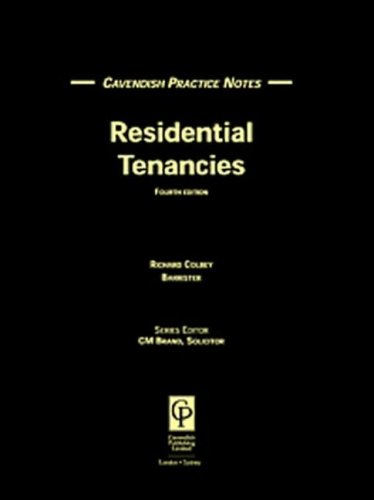 CAVENDISH PRACTICE NOTES
Residential
Tenancies
FOURTH EDITION
RICHARD COLBEY
BARRISTER
SERIES EDITOR
CM BRAND, SOLICITOR
CP
Cavendish
Publishing
Limited
London • Sydney